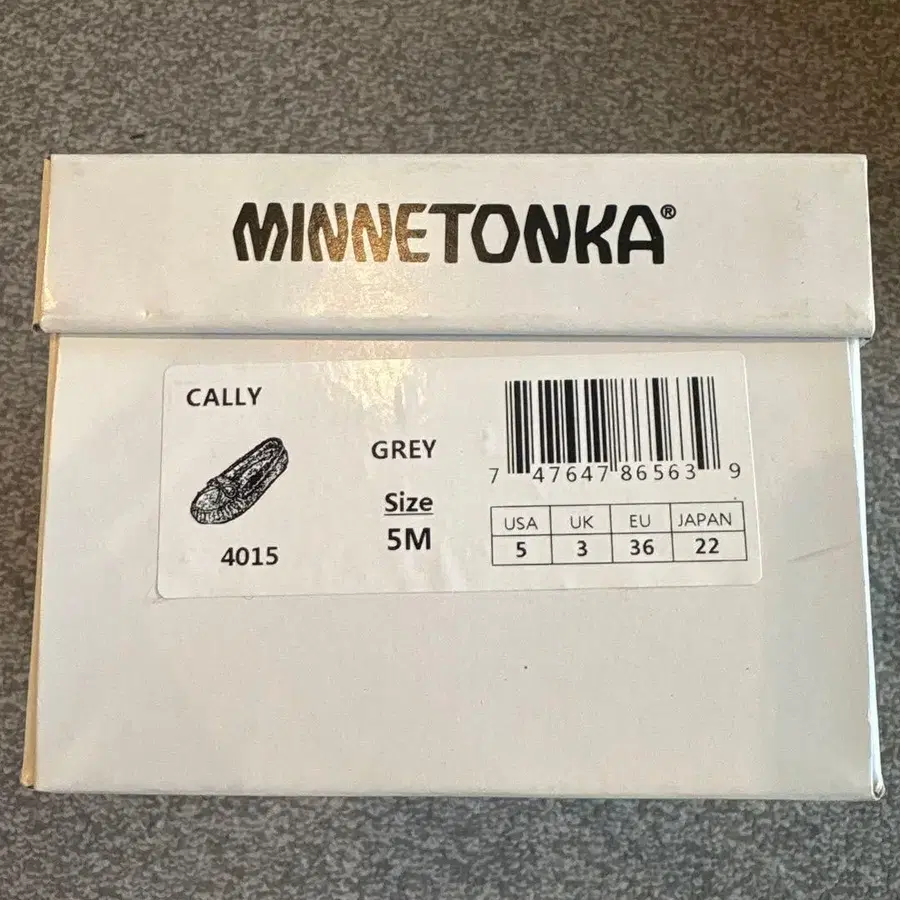 MINNETONKA®
CALLY
GREY
Size
5M
4015
7 47647 86563 9
USA UK EU JAPAN
5 3 36 22